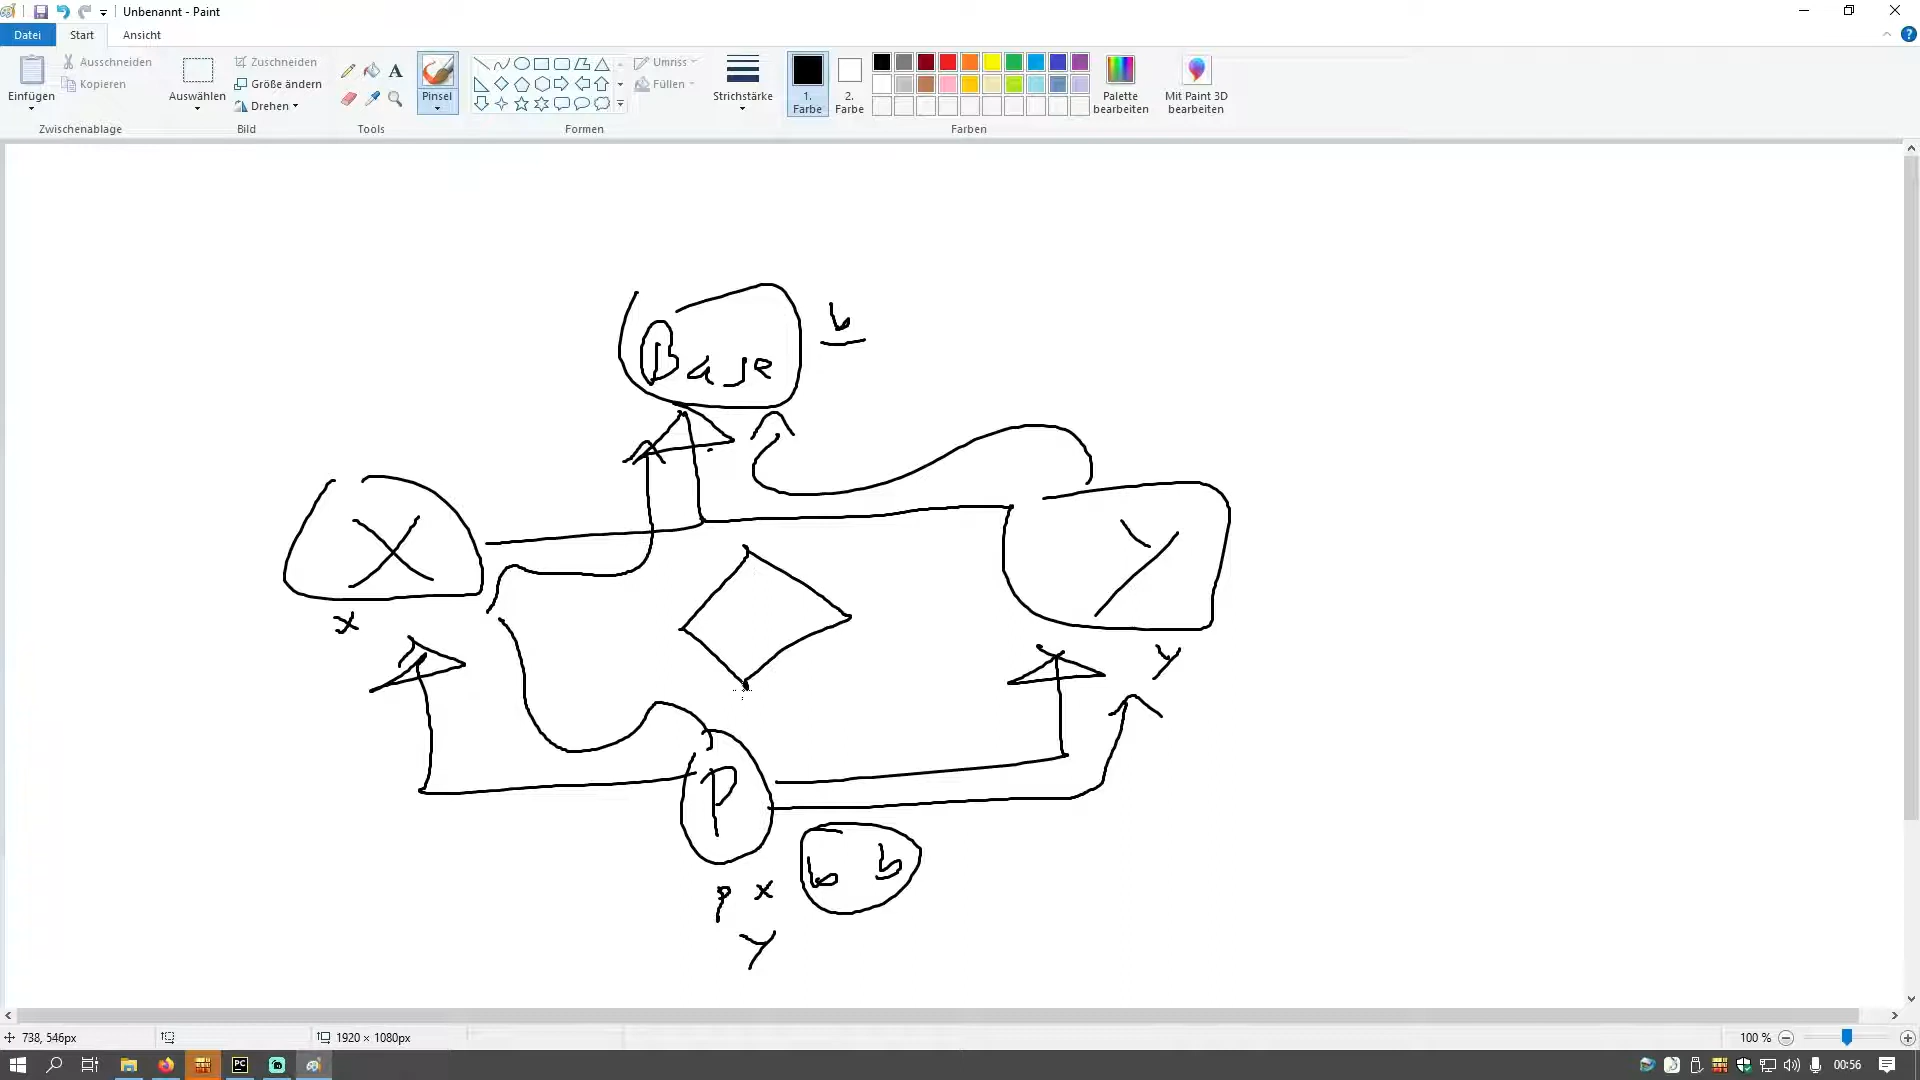 Unbenannt - Paint
Datei Start Ansicht
Einfügen
Ausschneiden
Kopieren
Zwischenablage
Auswählen
Zuschneiden
Größe ändern
Drehen
Bild
Tools
Pinsel
Formen
Umriss
Füllen
Strichstärke
1. Farbe
2. Farbe
Farben
Palette bearbeiten
Mit Paint 3D bearbeiten
Base b
X Y
x y
P
b b
p x
y
738, 546px 1920 × 1080px 100 %
PC 00:56